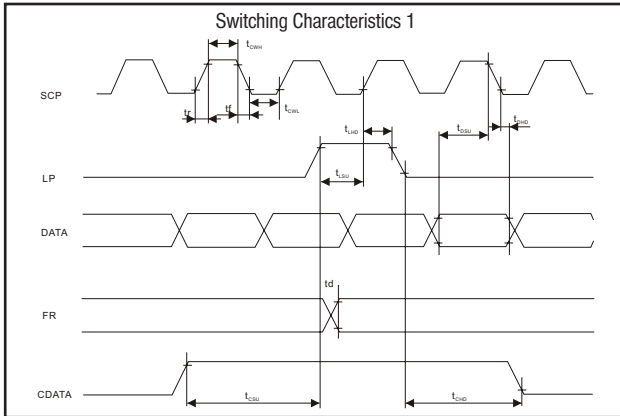 Switching Characteristics 1
tCWH
SCP
tr
tf
tCWL
tLHD
tDSU
tDHD
LP
tLSU
DATA
td
FR
CDATA
tCSU
tCHD